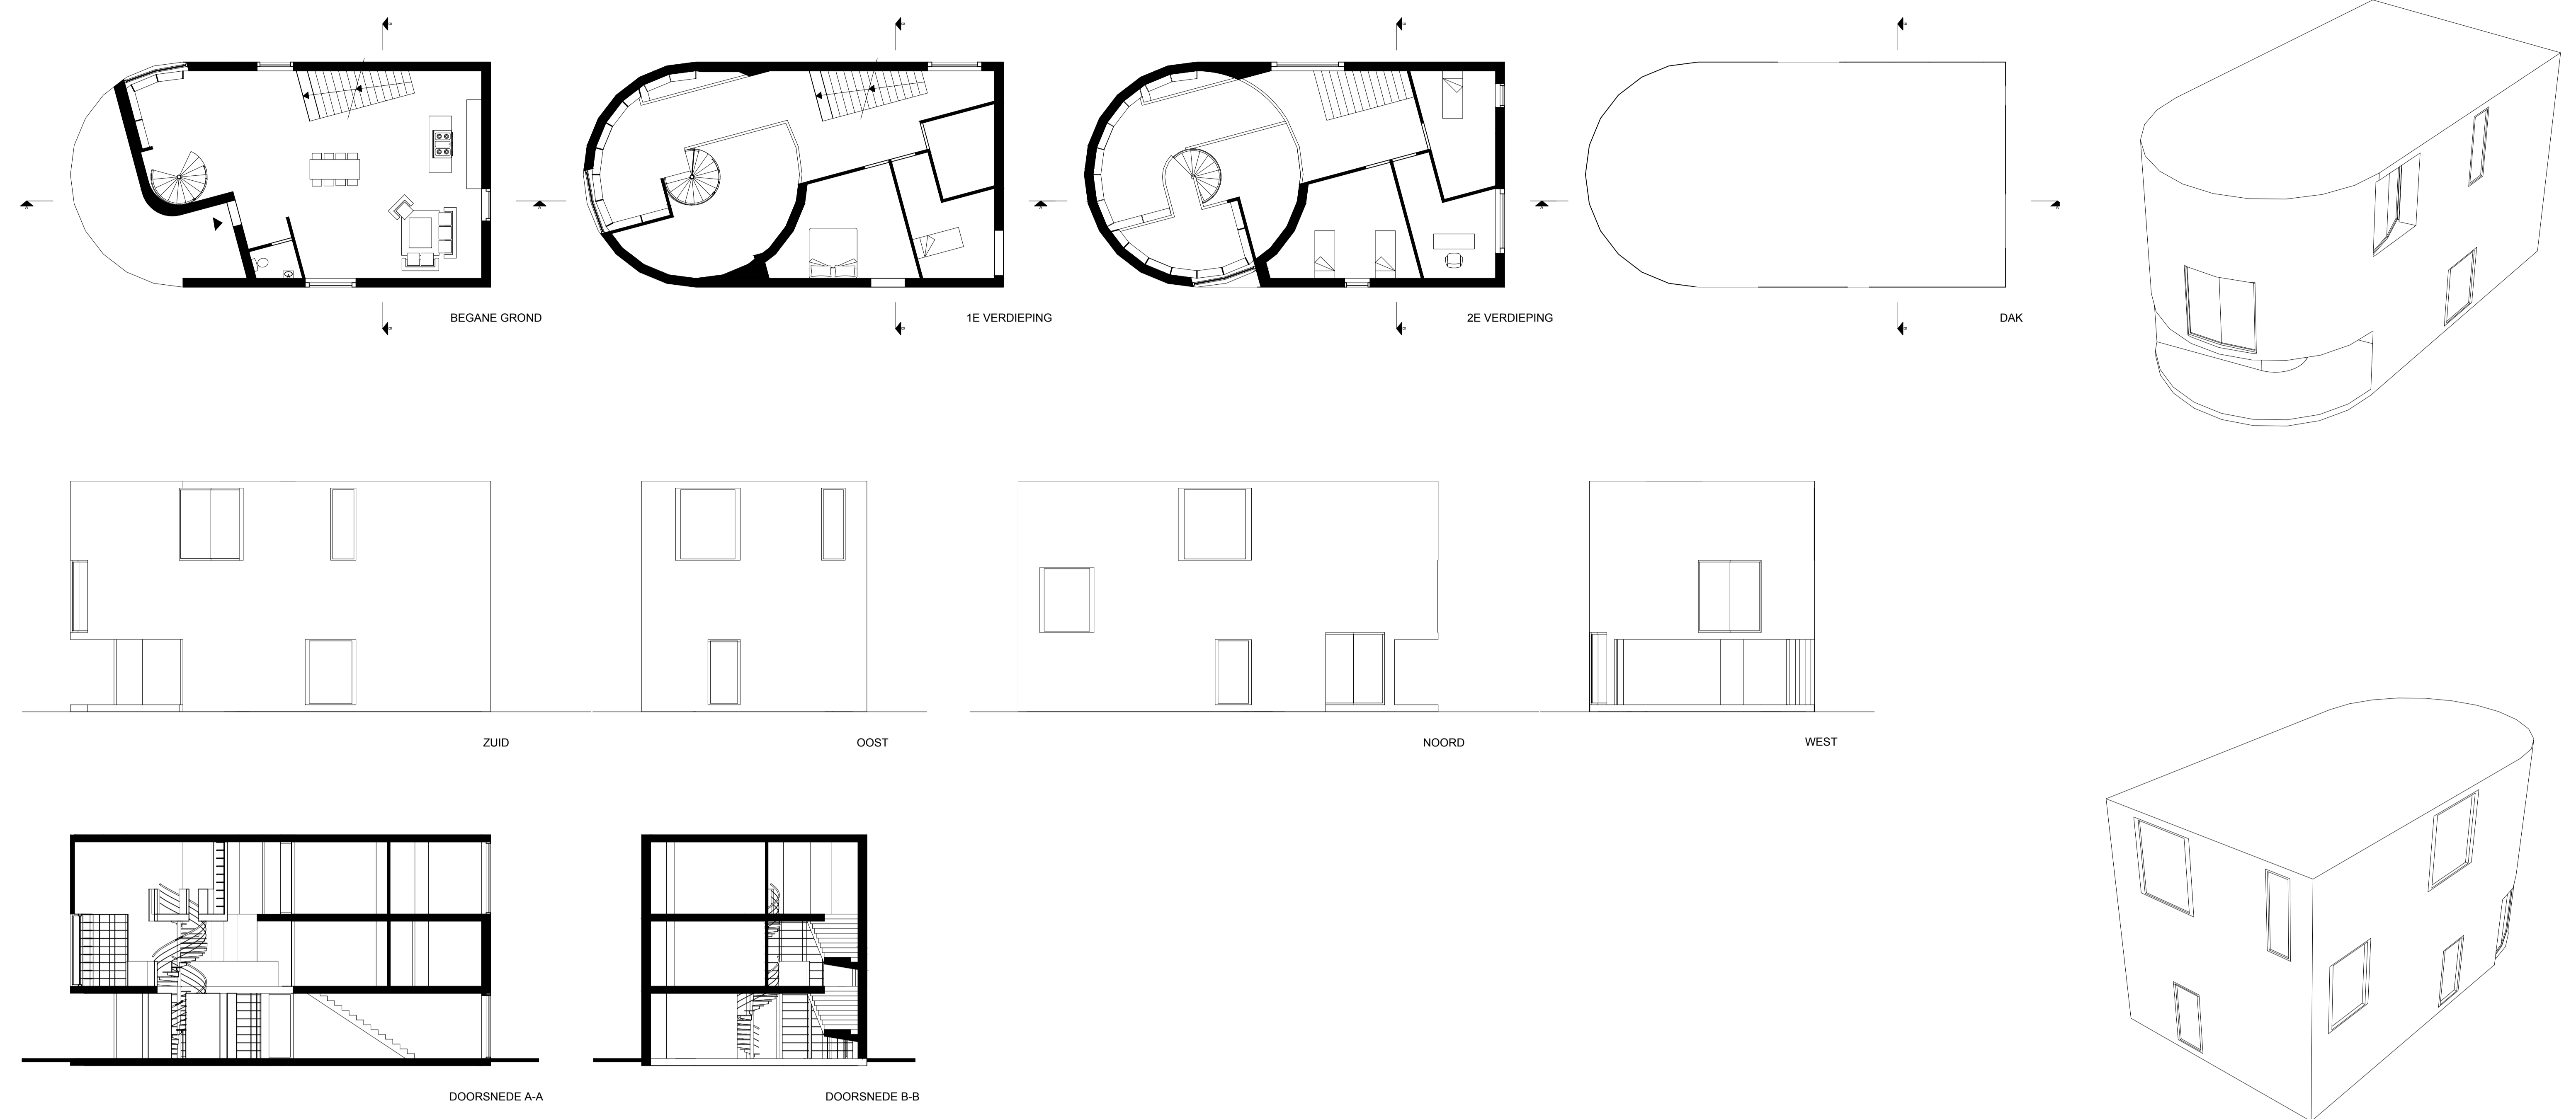 BEGANE GROND
1E VERDIEPING
2E VERDIEPING
DAK
ZUID
OOST
NOORD
WEST
DOORSNEDE A-A
DOORSNEDE B-B